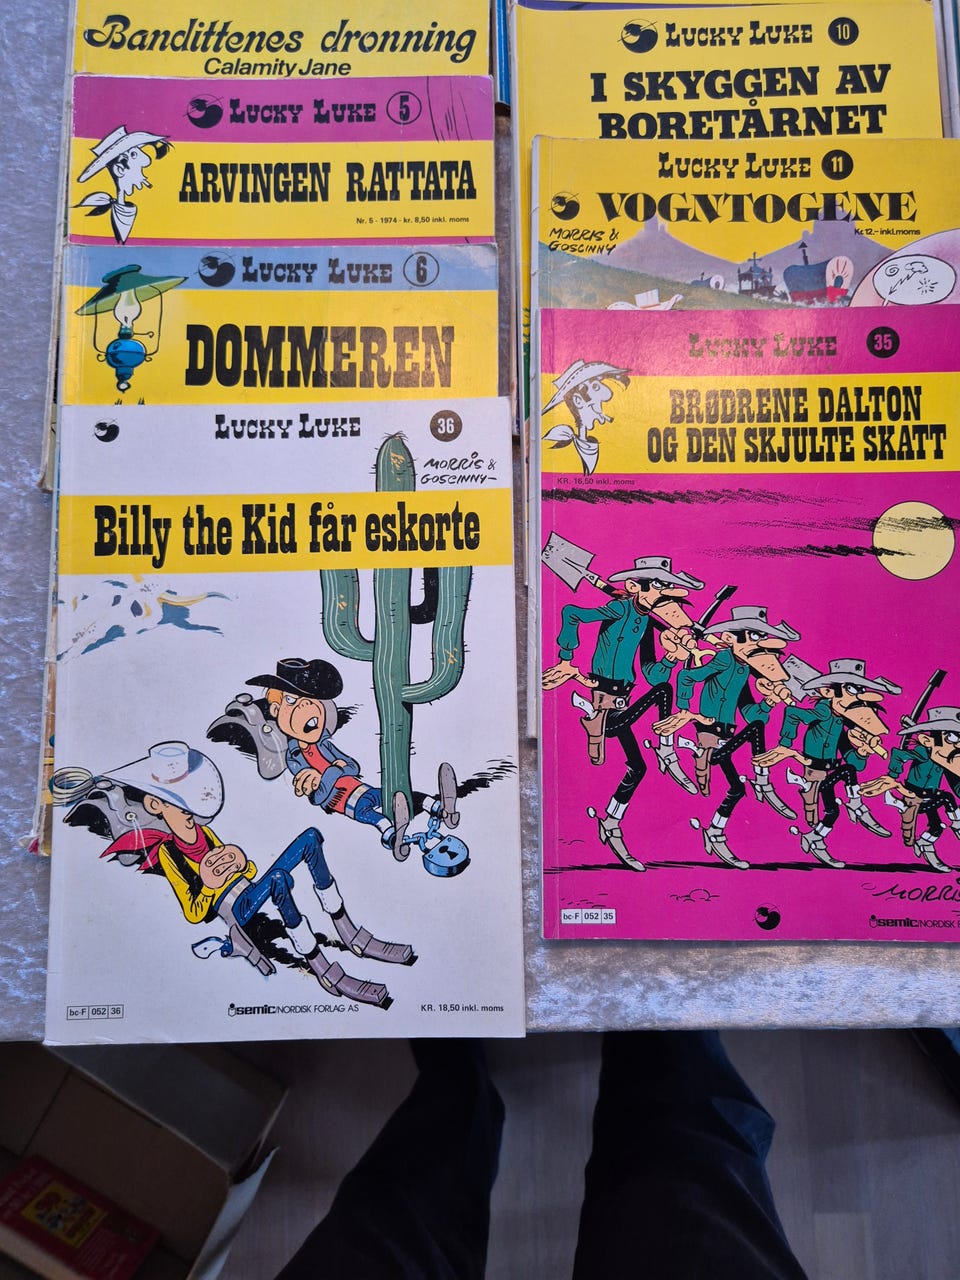 Bandittenes dronning
Calamity Jane
LUCKY LUKE 5
ARVINGEN RATTATA
Nr. 5 - 1974 - kr. 8,50 inkl. moms
LUCKY LUKE 6
DOMMEREN
LUCKY LUKE 36
MORRIS &
GOSCINNY
Billy the Kid får eskorte
bc-F 052 36
semic/NORDISK FORLAG AS
KR. 18,50 inkl. moms
LUCKY LUKE 10
I SKYGGEN AV
BORETÅRNET
LUCKY LUKE 11
VOGNTOGENE
Kr. 12.- inkl. moms
MORRIS &
GOSCINNY
LUCKY LUKE 35
BRØDRENE DALTON
OG DEN SKJULTE SKATT
KR. 16,50 inkl. moms
MORRIS
bc-F 052 35
semic/NORDISK